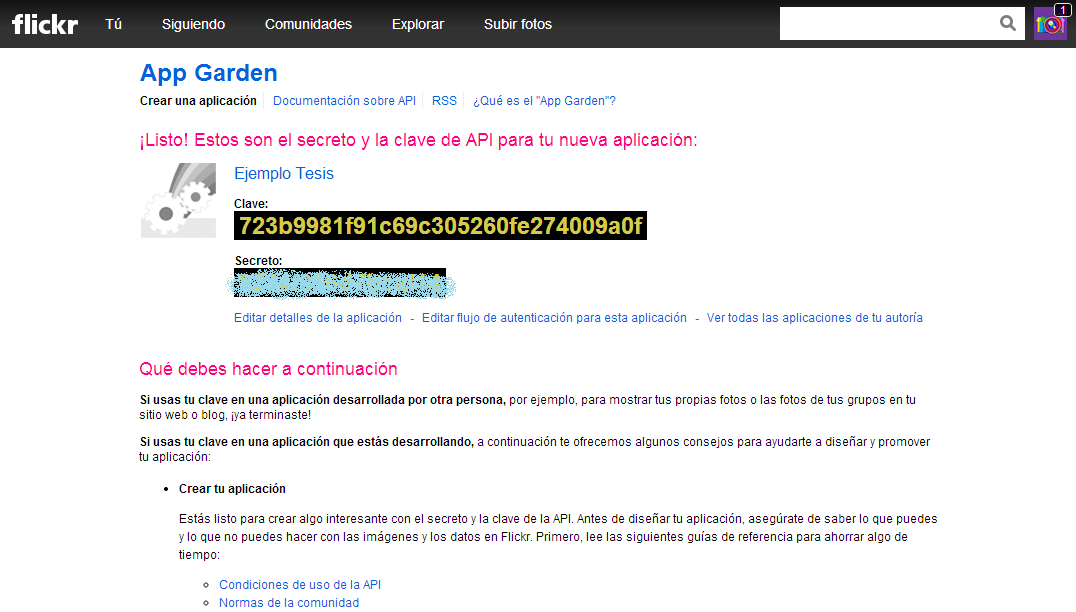 flickr Tú Siguiendo Comunidades Explorar Subir fotos 1
App Garden
Crear una aplicación Documentación sobre API RSS ¿Qué es el "App Garden"?
¡Listo! Estos son el secreto y la clave de API para tu nueva aplicación:
Ejemplo Tesis
Clave:
723b9981f91c69c305260fe274009a0f
Secreto:
Editar detalles de la aplicación - Editar flujo de autenticación para esta aplicación - Ver todas las aplicaciones de tu autoría
Qué debes hacer a continuación
Si usas tu clave en una aplicación desarrollada por otra persona, por ejemplo, para mostrar tus propias fotos o las fotos de tus grupos en tu
sitio web o blog, ¡ya terminaste!
Si usas tu clave en una aplicación que estás desarrollando, a continuación te ofrecemos algunos consejos para ayudarte a diseñar y promover
tu aplicación:
• Crear tu aplicación
Estás listo para crear algo interesante con el secreto y la clave de la API. Antes de diseñar tu aplicación, asegúrate de saber lo que puedes
y lo que no puedes hacer con las imágenes y los datos en Flickr. Primero, lee las siguientes guías de referencia para ahorrar algo de
tiempo:
○ Condiciones de uso de la API
○ Normas de la comunidad